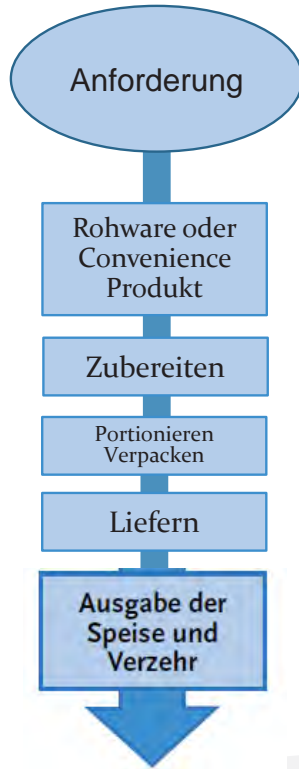 Anforderung
Rohware oder
Convenience
Produkt
Zubereiten
Portionieren
Verpacken
Liefern
Ausgabe der
Speise und
Verzehr